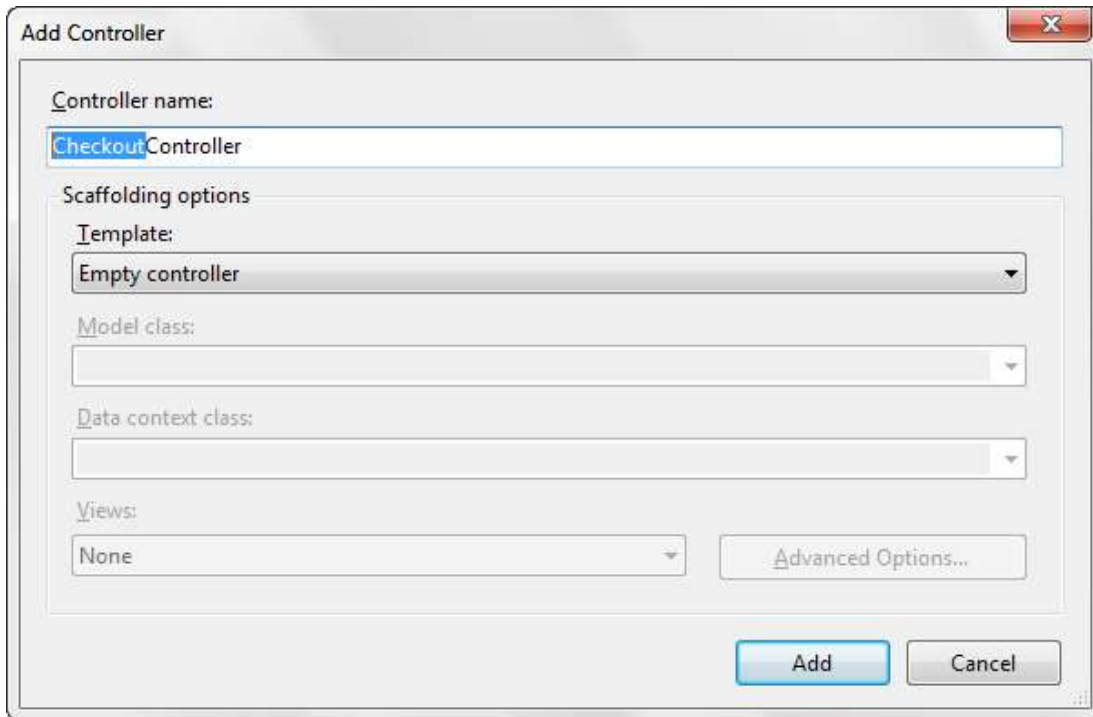 Add Controller
Controller name:
CheckoutController
Scaffolding options
Template:
Empty controller
Model class:
Data context class:
Views:
None
Advanced Options...
Add
Cancel